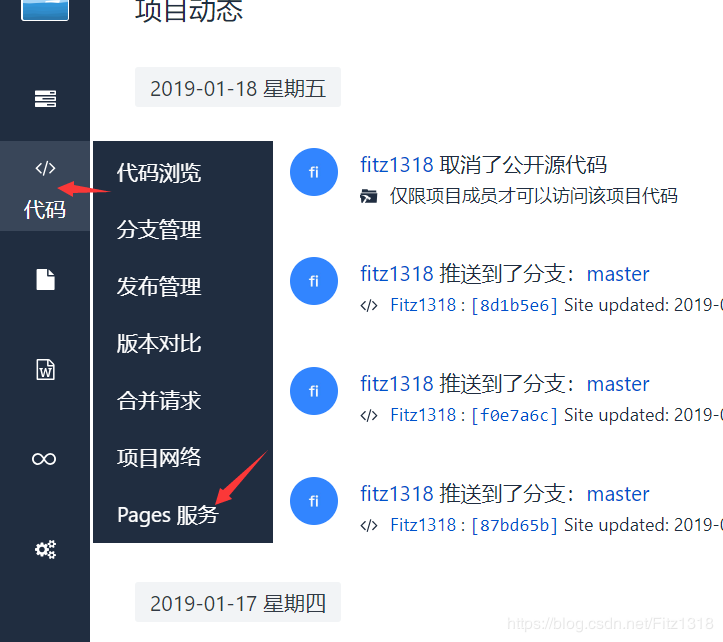 项目动态
2019-01-18 星期五
代码
代码浏览
分支管理
发布管理
版本对比
合并请求
项目网络
Pages 服务
fi
fitz1318 取消了公开源代码
仅限项目成员才可以访问该项目代码
fi
fitz1318 推送到了分支： master
</> Fitz1318 : [8d1b5e6] Site updated: 2019-0
fi
fitz1318 推送到了分支： master
</> Fitz1318 : [f0e7a6c] Site updated: 2019-0
fi
fitz1318 推送到了分支： master
</> Fitz1318 : [87bd65b] Site updated: 2019-0
2019-01-17 星期四
https://blog.csdn.net/Fitz1318